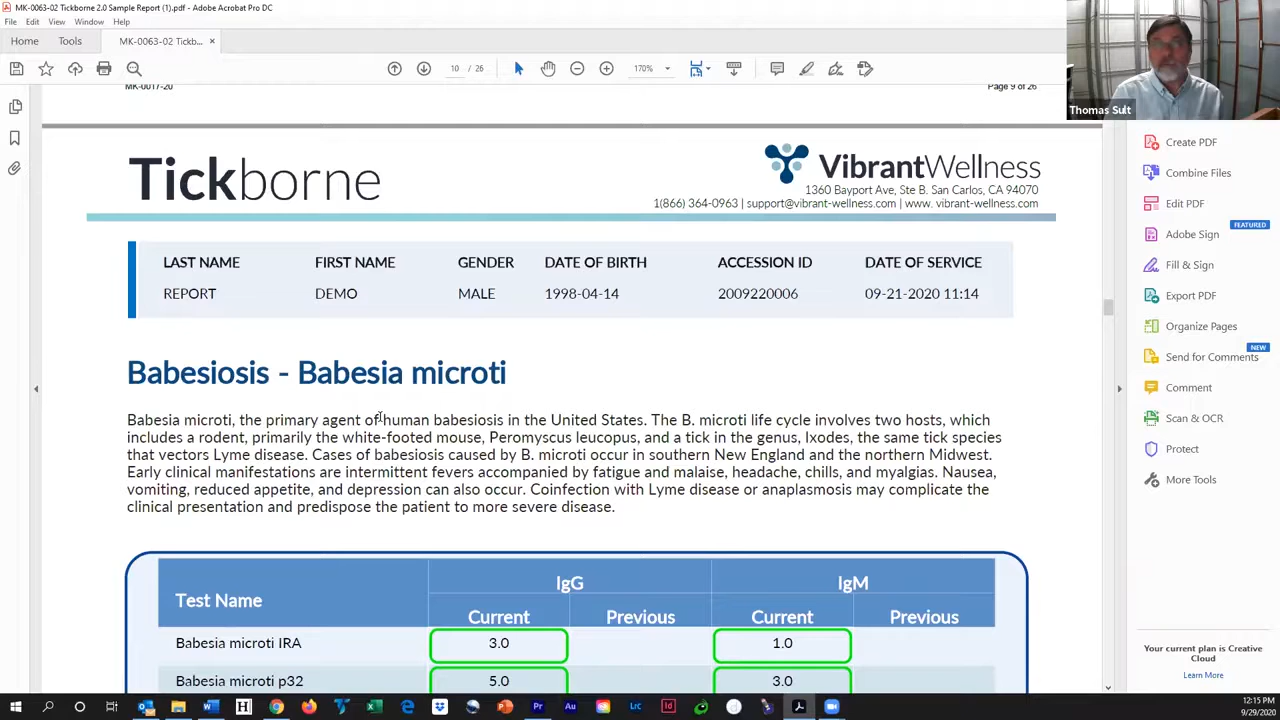 MK-0063-02 Tickborne 2.0 Sample Report (1).pdf - Adobe Acrobat Pro DC
File Edit View Window Help
Home Tools MK-0063-02 Tickb... ×
10 / 26 170%
Thomas Sult
MK-0017-20 Page 9 of 26
Tickborne
VibrantWellness
1360 Bayport Ave, Ste B. San Carlos, CA 94070
1(866) 364-0963 | support@vibrant-wellness.com | www. vibrant-wellness.com
LAST NAME FIRST NAME GENDER DATE OF BIRTH ACCESSION ID DATE OF SERVICE
REPORT DEMO MALE 1998-04-14 2009220006 09-21-2020 11:14
Babesiosis - Babesia microti
Babesia microti, the primary agent of human babesiosis in the United States. The B. microti life cycle involves two hosts, which
includes a rodent, primarily the white-footed mouse, Peromyscus leucopus, and a tick in the genus, Ixodes, the same tick species
that vectors Lyme disease. Cases of babesiosis caused by B. microti occur in southern New England and the northern Midwest.
Early clinical manifestations are intermittent fevers accompanied by fatigue and malaise, headache, chills, and myalgias. Nausea,
vomiting, reduced appetite, and depression can also occur. Coinfection with Lyme disease or anaplasmosis may complicate the
clinical presentation and predispose the patient to more severe disease.
Test Name IgG IgM
Current Previous Current Previous
Babesia microti IRA 3.0 1.0
Babesia microti p32 5.0 3.0
Create PDF
Combine Files
Edit PDF
FEATURED
Adobe Sign
Fill & Sign
Export PDF
Organize Pages
NEW
Send for Comments
Comment
Scan & OCR
Protect
More Tools
Your current plan is Creative
Cloud
Learn More
12:15 PM
9/29/2020